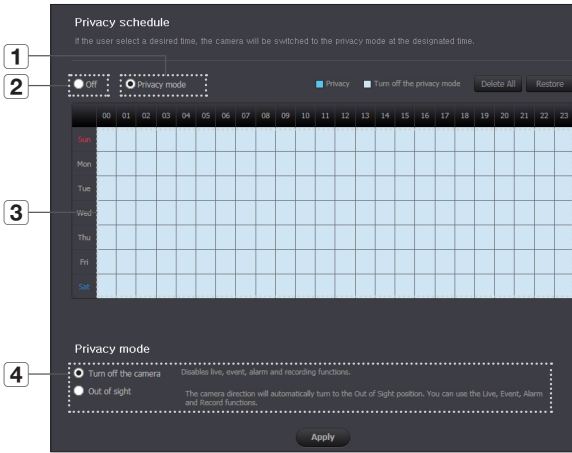 Privacy schedule
If the user select a desired time, the camera will be switched to the privacy mode at the designated time.
1
2
Off Privacy mode Privacy Turn off the privacy mode Delete All Restore
00 01 02 03 04 05 06 07 08 09 10 11 12 13 14 15 16 17 18 19 20 21 22 23
Sun
Mon
Tue
3
Wed
Thu
Fri
Sat
Privacy mode
4
Turn off the camera Disables live, event, alarm and recording functions.
Out of sight The camera direction will automatically turn to the Out of Sight position. You can use the Live, Event, Alarm
and Record functions.
Apply